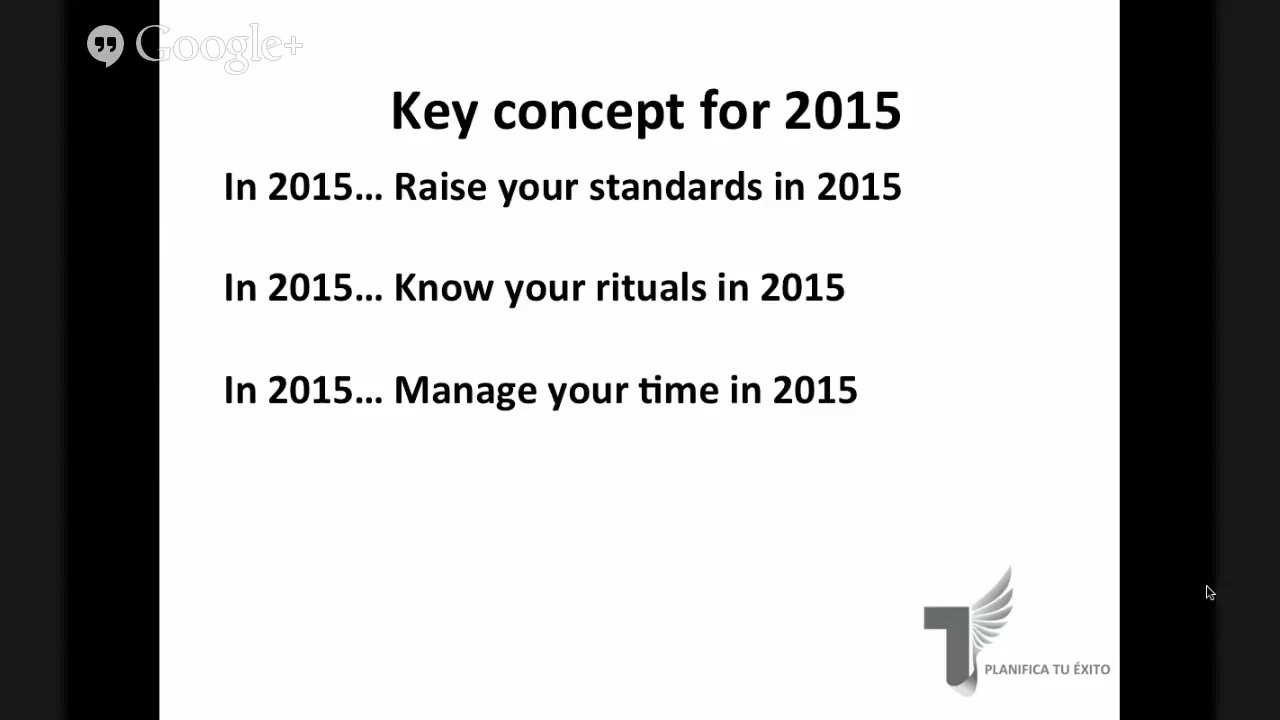 Google+
Key concept for 2015
In 2015... Raise your standards in 2015
In 2015... Know your rituals in 2015
In 2015... Manage your time in 2015
PLANIFICA TU ÉXITO